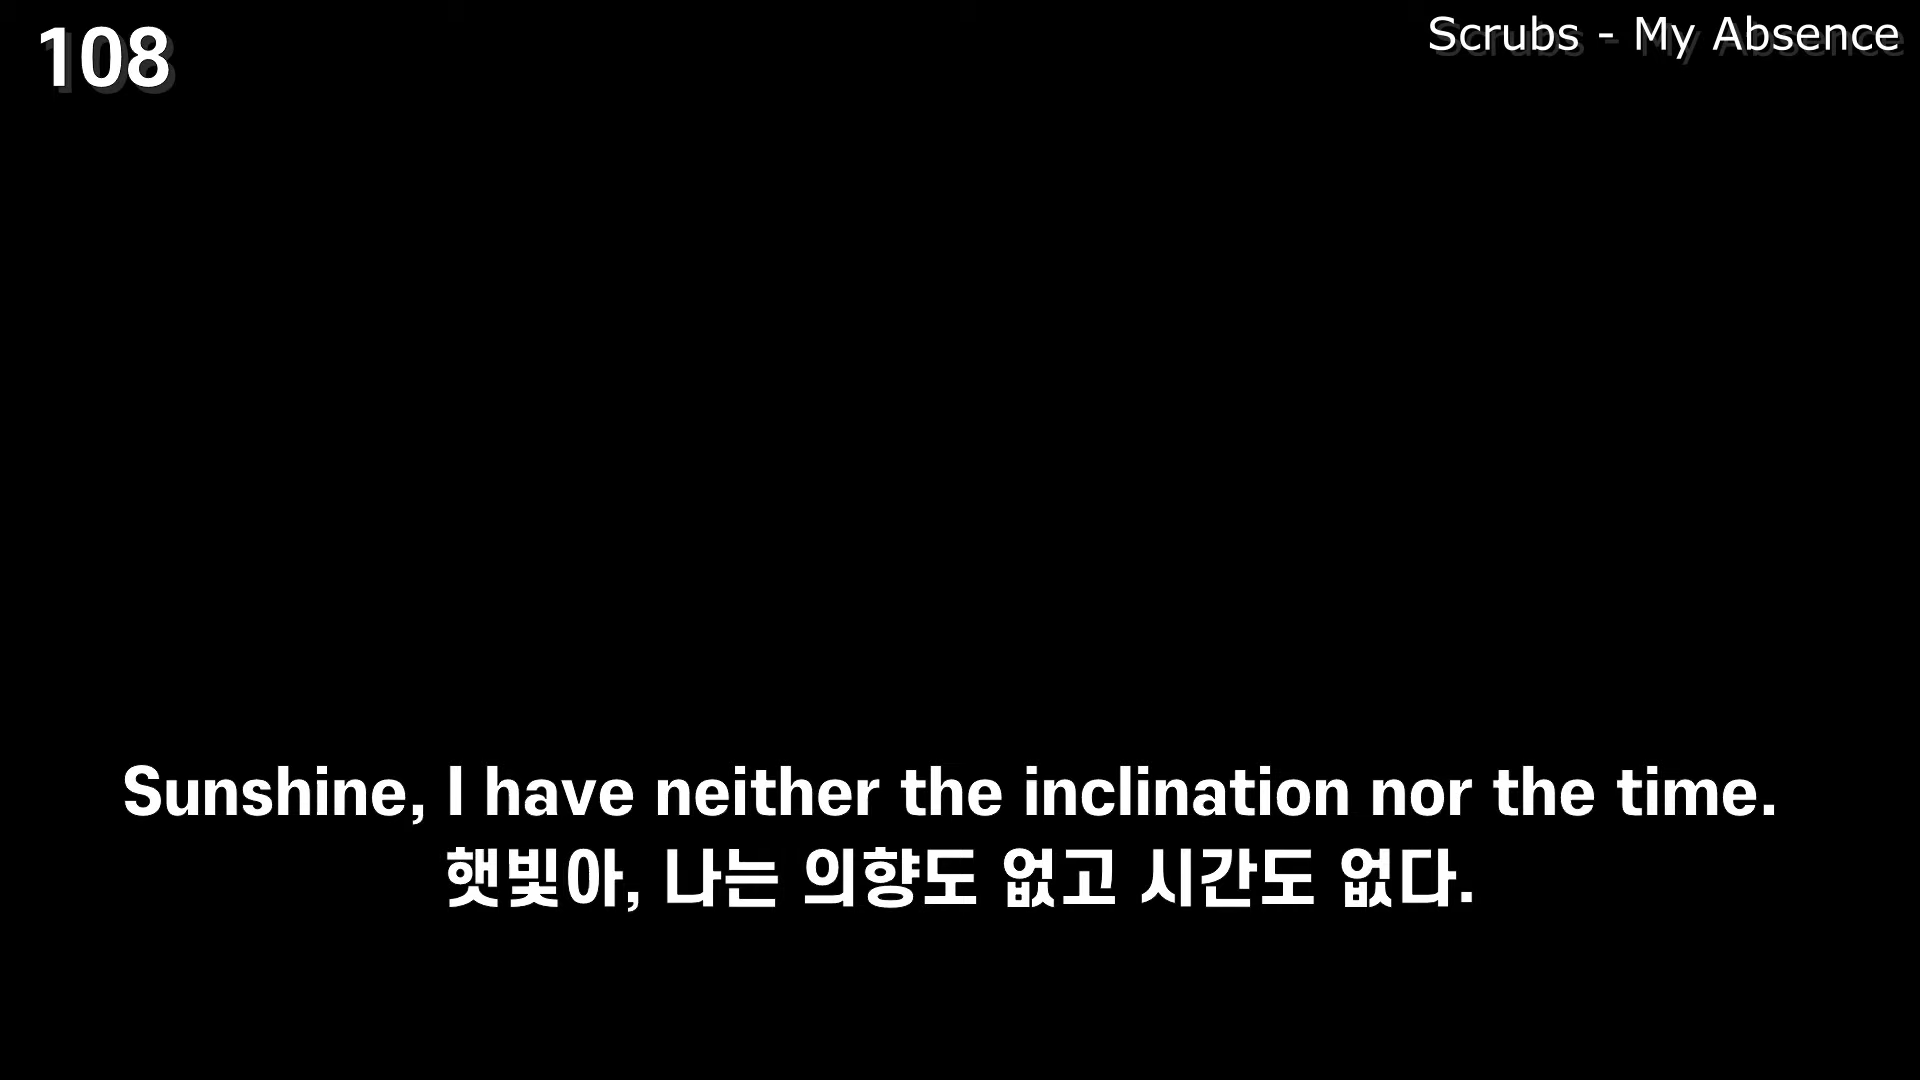 108
Scrubs - My Absence
Sunshine, I have neither the inclination nor the time.
햇빛아, 나는 의향도 없고 시간도 없다.